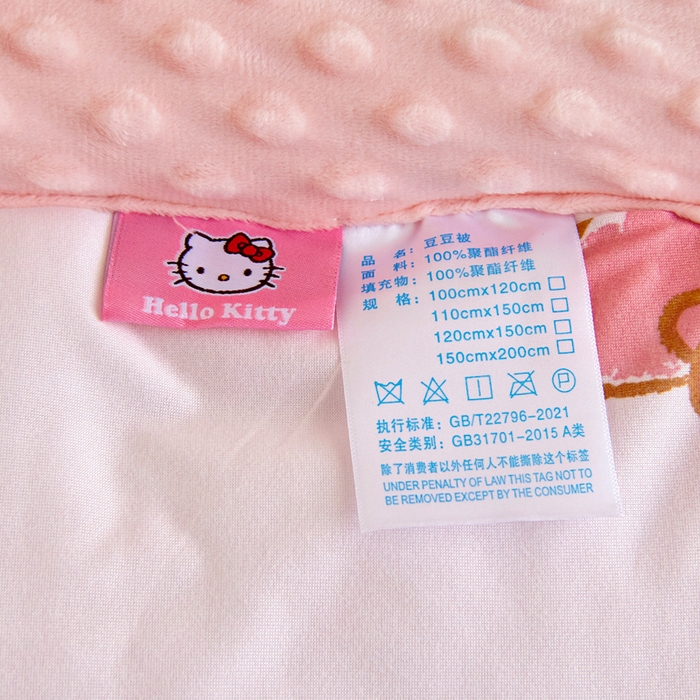 Hello Kitty
品 名：豆豆被
面 料：100%聚酯纤维
填充物：100%聚酯纤维
规 格：100cmx120cm
110cmx150cm
120cmx150cm
150cmx200cm
P
执行标准：GB/T22796-2021
安全类别：GB31701-2015 A类
除了消费者以外任何人不能撕除这个标签
UNDER PENALTY OF LAW THIS TAG NOT TO
BE REMOVED EXCEPT BY THE CONSUMER